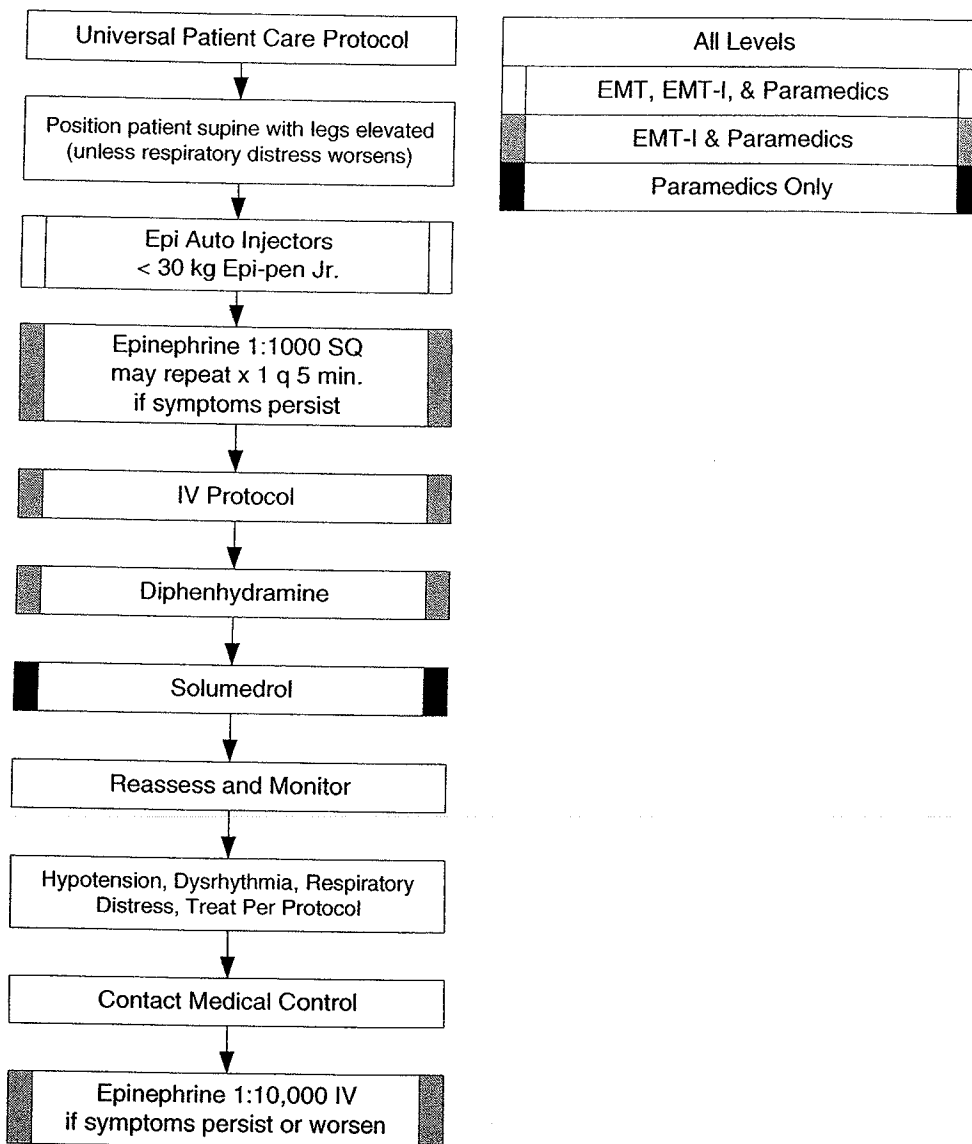 Universal Patient Care Protocol
Position patient supine with legs elevated
(unless respiratory distress worsens)
Epi Auto Injectors
< 30 kg Epi-pen Jr.
Epinephrine 1:1000 SQ
may repeat x 1 q 5 min.
if symptoms persist
IV Protocol
Diphenhydramine
Solumedrol
Reassess and Monitor
Hypotension, Dysrhythmia, Respiratory
Distress, Treat Per Protocol
Contact Medical Control
Epinephrine 1:10,000 IV
if symptoms persist or worsen
All Levels
EMT, EMT-I, & Paramedics
EMT-I & Paramedics
Paramedics Only